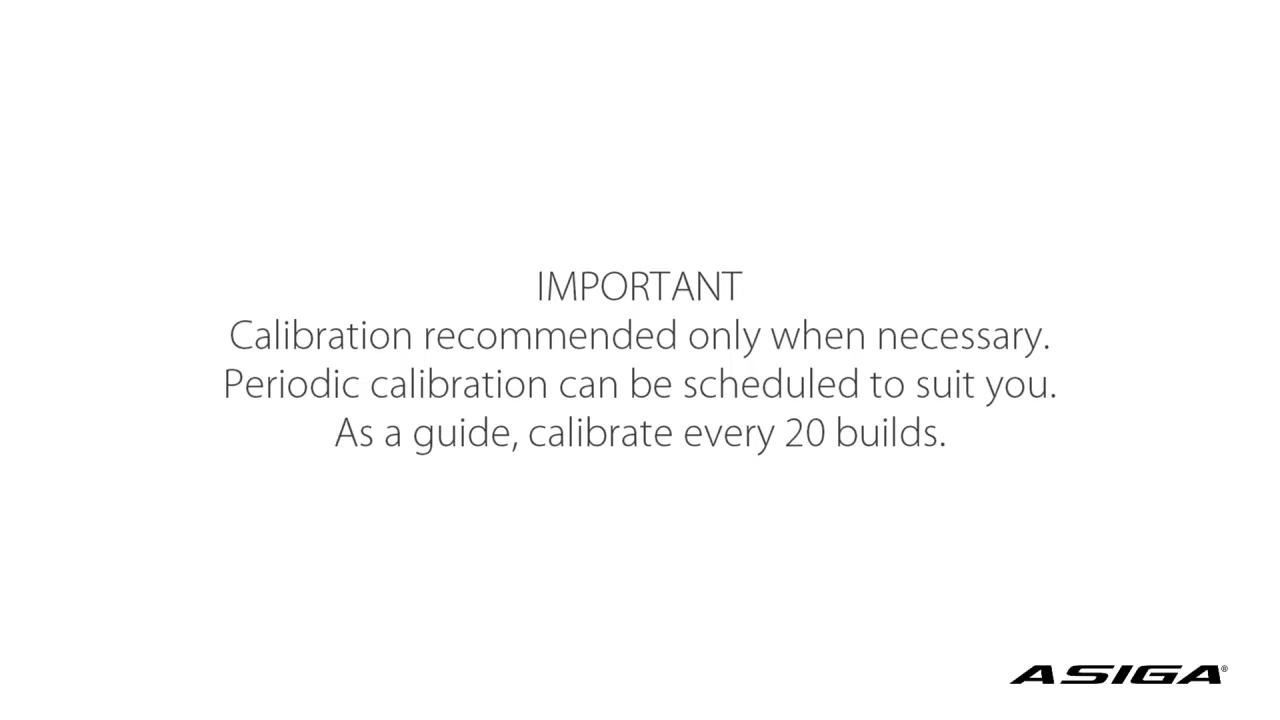 IMPORTANT
Calibration recommended only when necessary.
Periodic calibration can be scheduled to suit you.
As a guide, calibrate every 20 builds.
ASIGA®